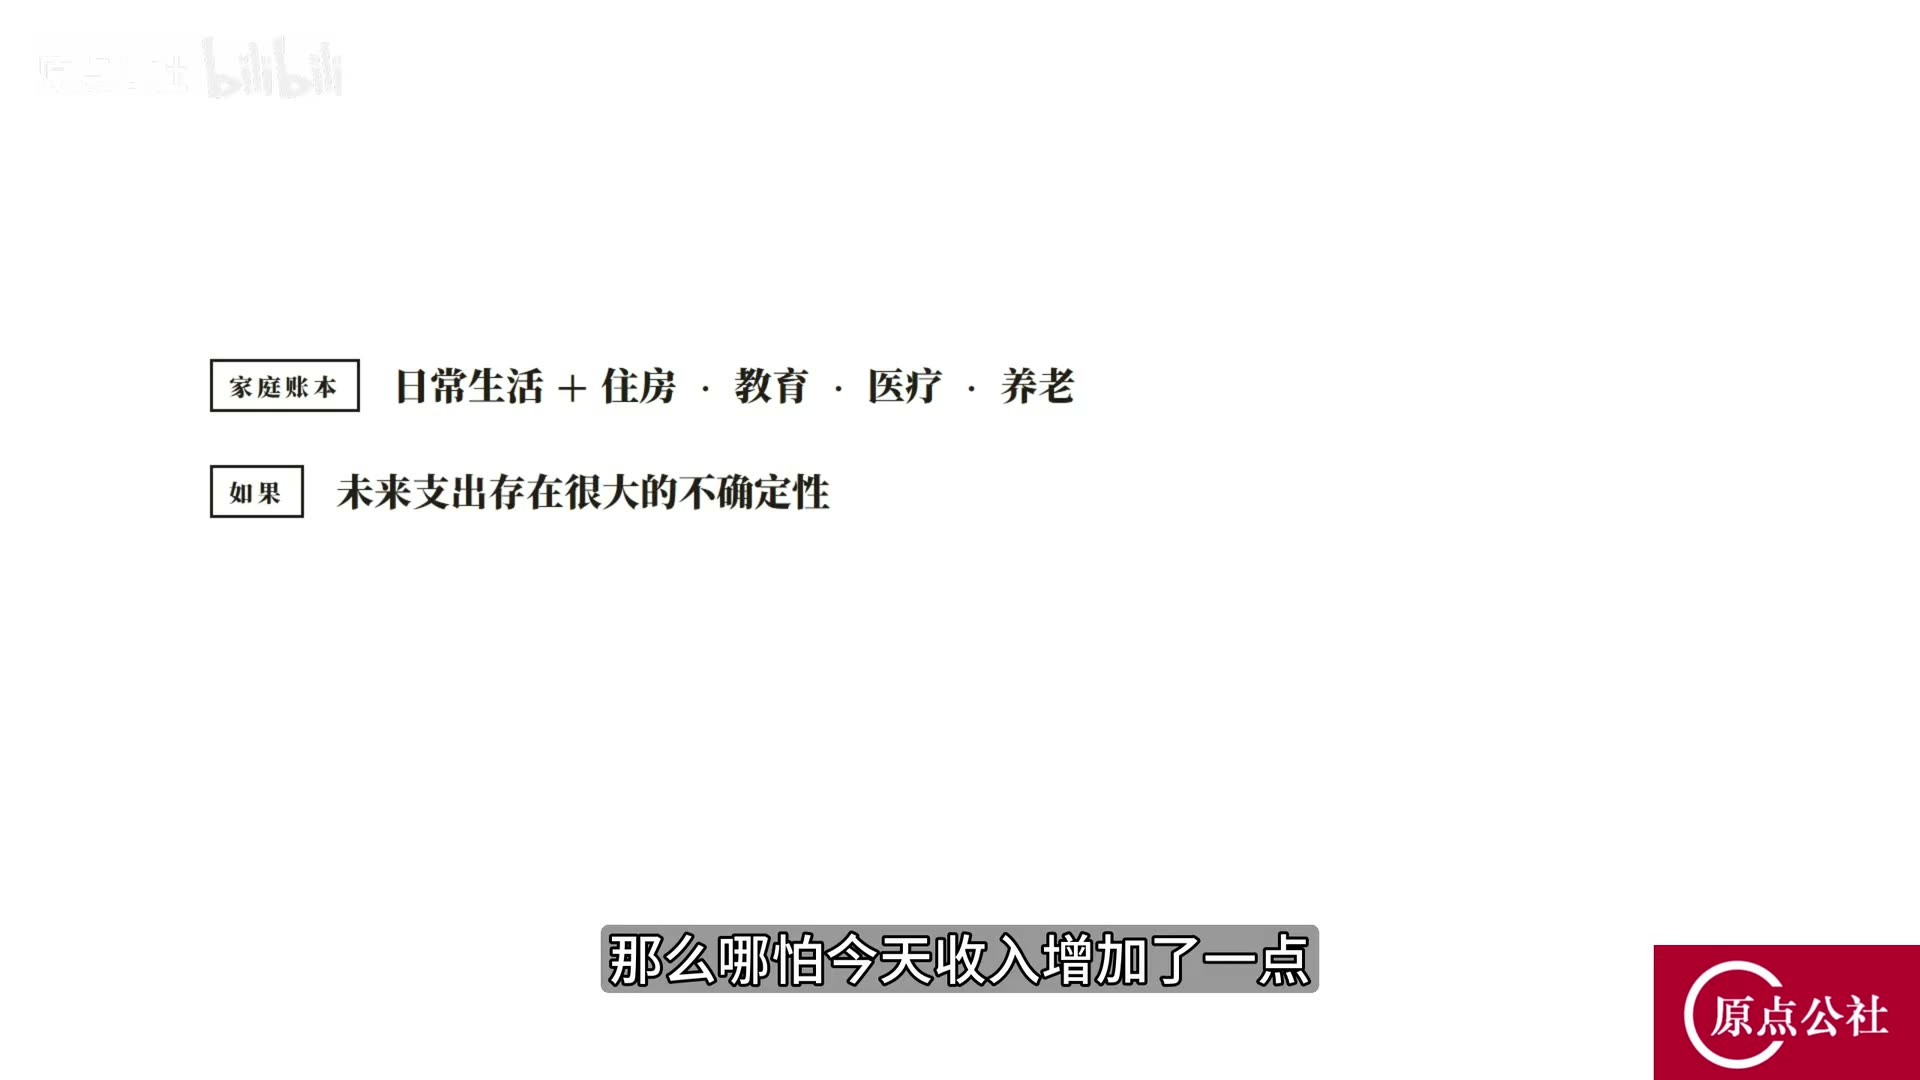 bilibili
家庭账本 日常生活 + 住房 · 教育 · 医疗 · 养老
如果 未来支出存在很大的不确定性
那么哪怕今天收入增加了一点
原点公社